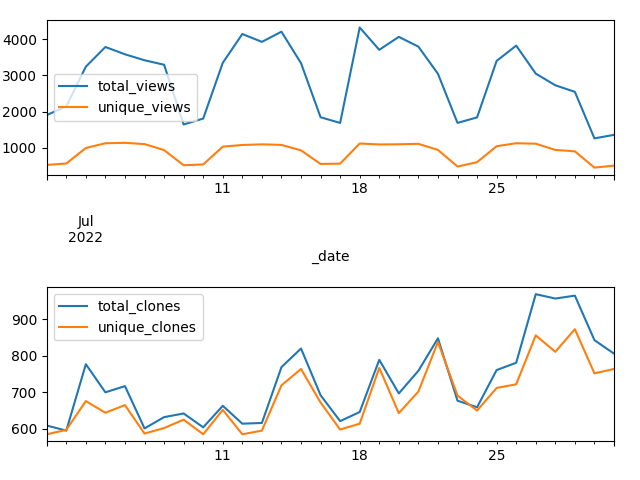 4000
3000
2000
1000
total_views
unique_views
11
18
25
Jul
2022
_date
900
800
700
600
total_clones
unique_clones
11
18
25